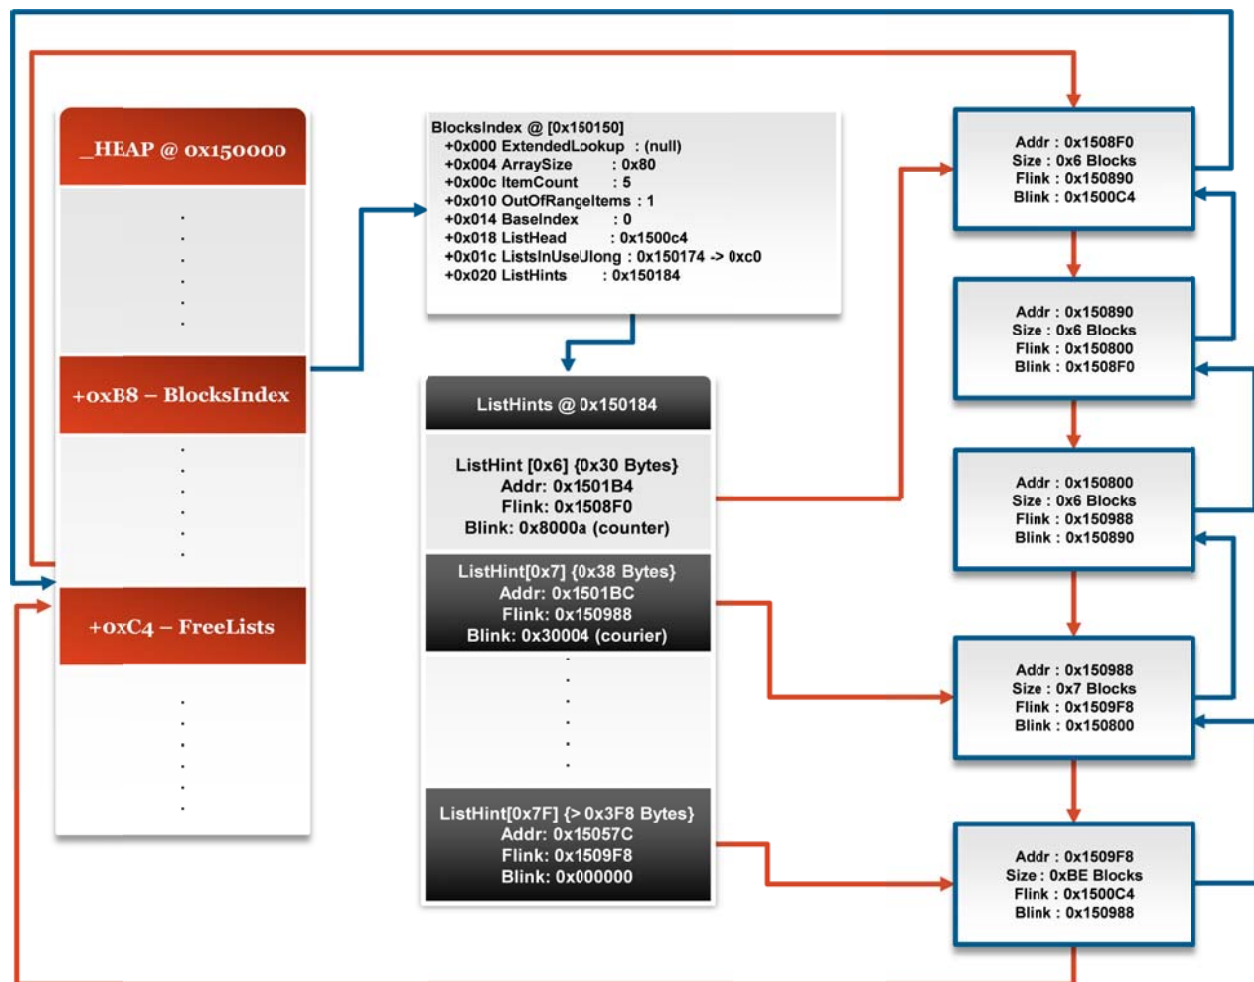 _HEAP @ 0x150000
+0xB8 – BlocksIndex
+0xC4 – FreeLists
BlocksIndex @ [0x150150]
+0x000 ExtendedLookup : (null)
+0x004 ArraySize : 0x80
+0x00c ItemCount : 5
+0x010 OutOfRangeItems : 1
+0x014 BaseIndex : 0
+0x018 ListHead : 0x1500c4
+0x01c ListsInUseUlong : 0x150174 -> 0xc0
+0x020 ListHints : 0x150184
ListHints @ 0x150184
ListHint [0x6] {0x30 Bytes}
Addr: 0x1501B4
Flink: 0x1508F0
Blink: 0x8000a (counter)
ListHint[0x7] {0x38 Bytes}
Addr: 0x1501BC
Flink: 0x150988
Blink: 0x30004 (courier)
ListHint[0x7F] {> 0x3F8 Bytes}
Addr: 0x15057C
Flink: 0x1509F8
Blink: 0x000000
Addr : 0x1508F0
Size : 0x6 Blocks
Flink : 0x150890
Blink : 0x1500C4
Addr : 0x150890
Size : 0x6 Blocks
Flink : 0x150800
Blink : 0x1508F0
Addr : 0x150800
Size : 0x6 Blocks
Flink : 0x150988
Blink : 0x150890
Addr : 0x150988
Size : 0x7 Blocks
Flink : 0x1509F8
Blink : 0x150800
Addr : 0x1509F8
Size : 0xBE Blocks
Flink : 0x1500C4
Blink : 0x150988